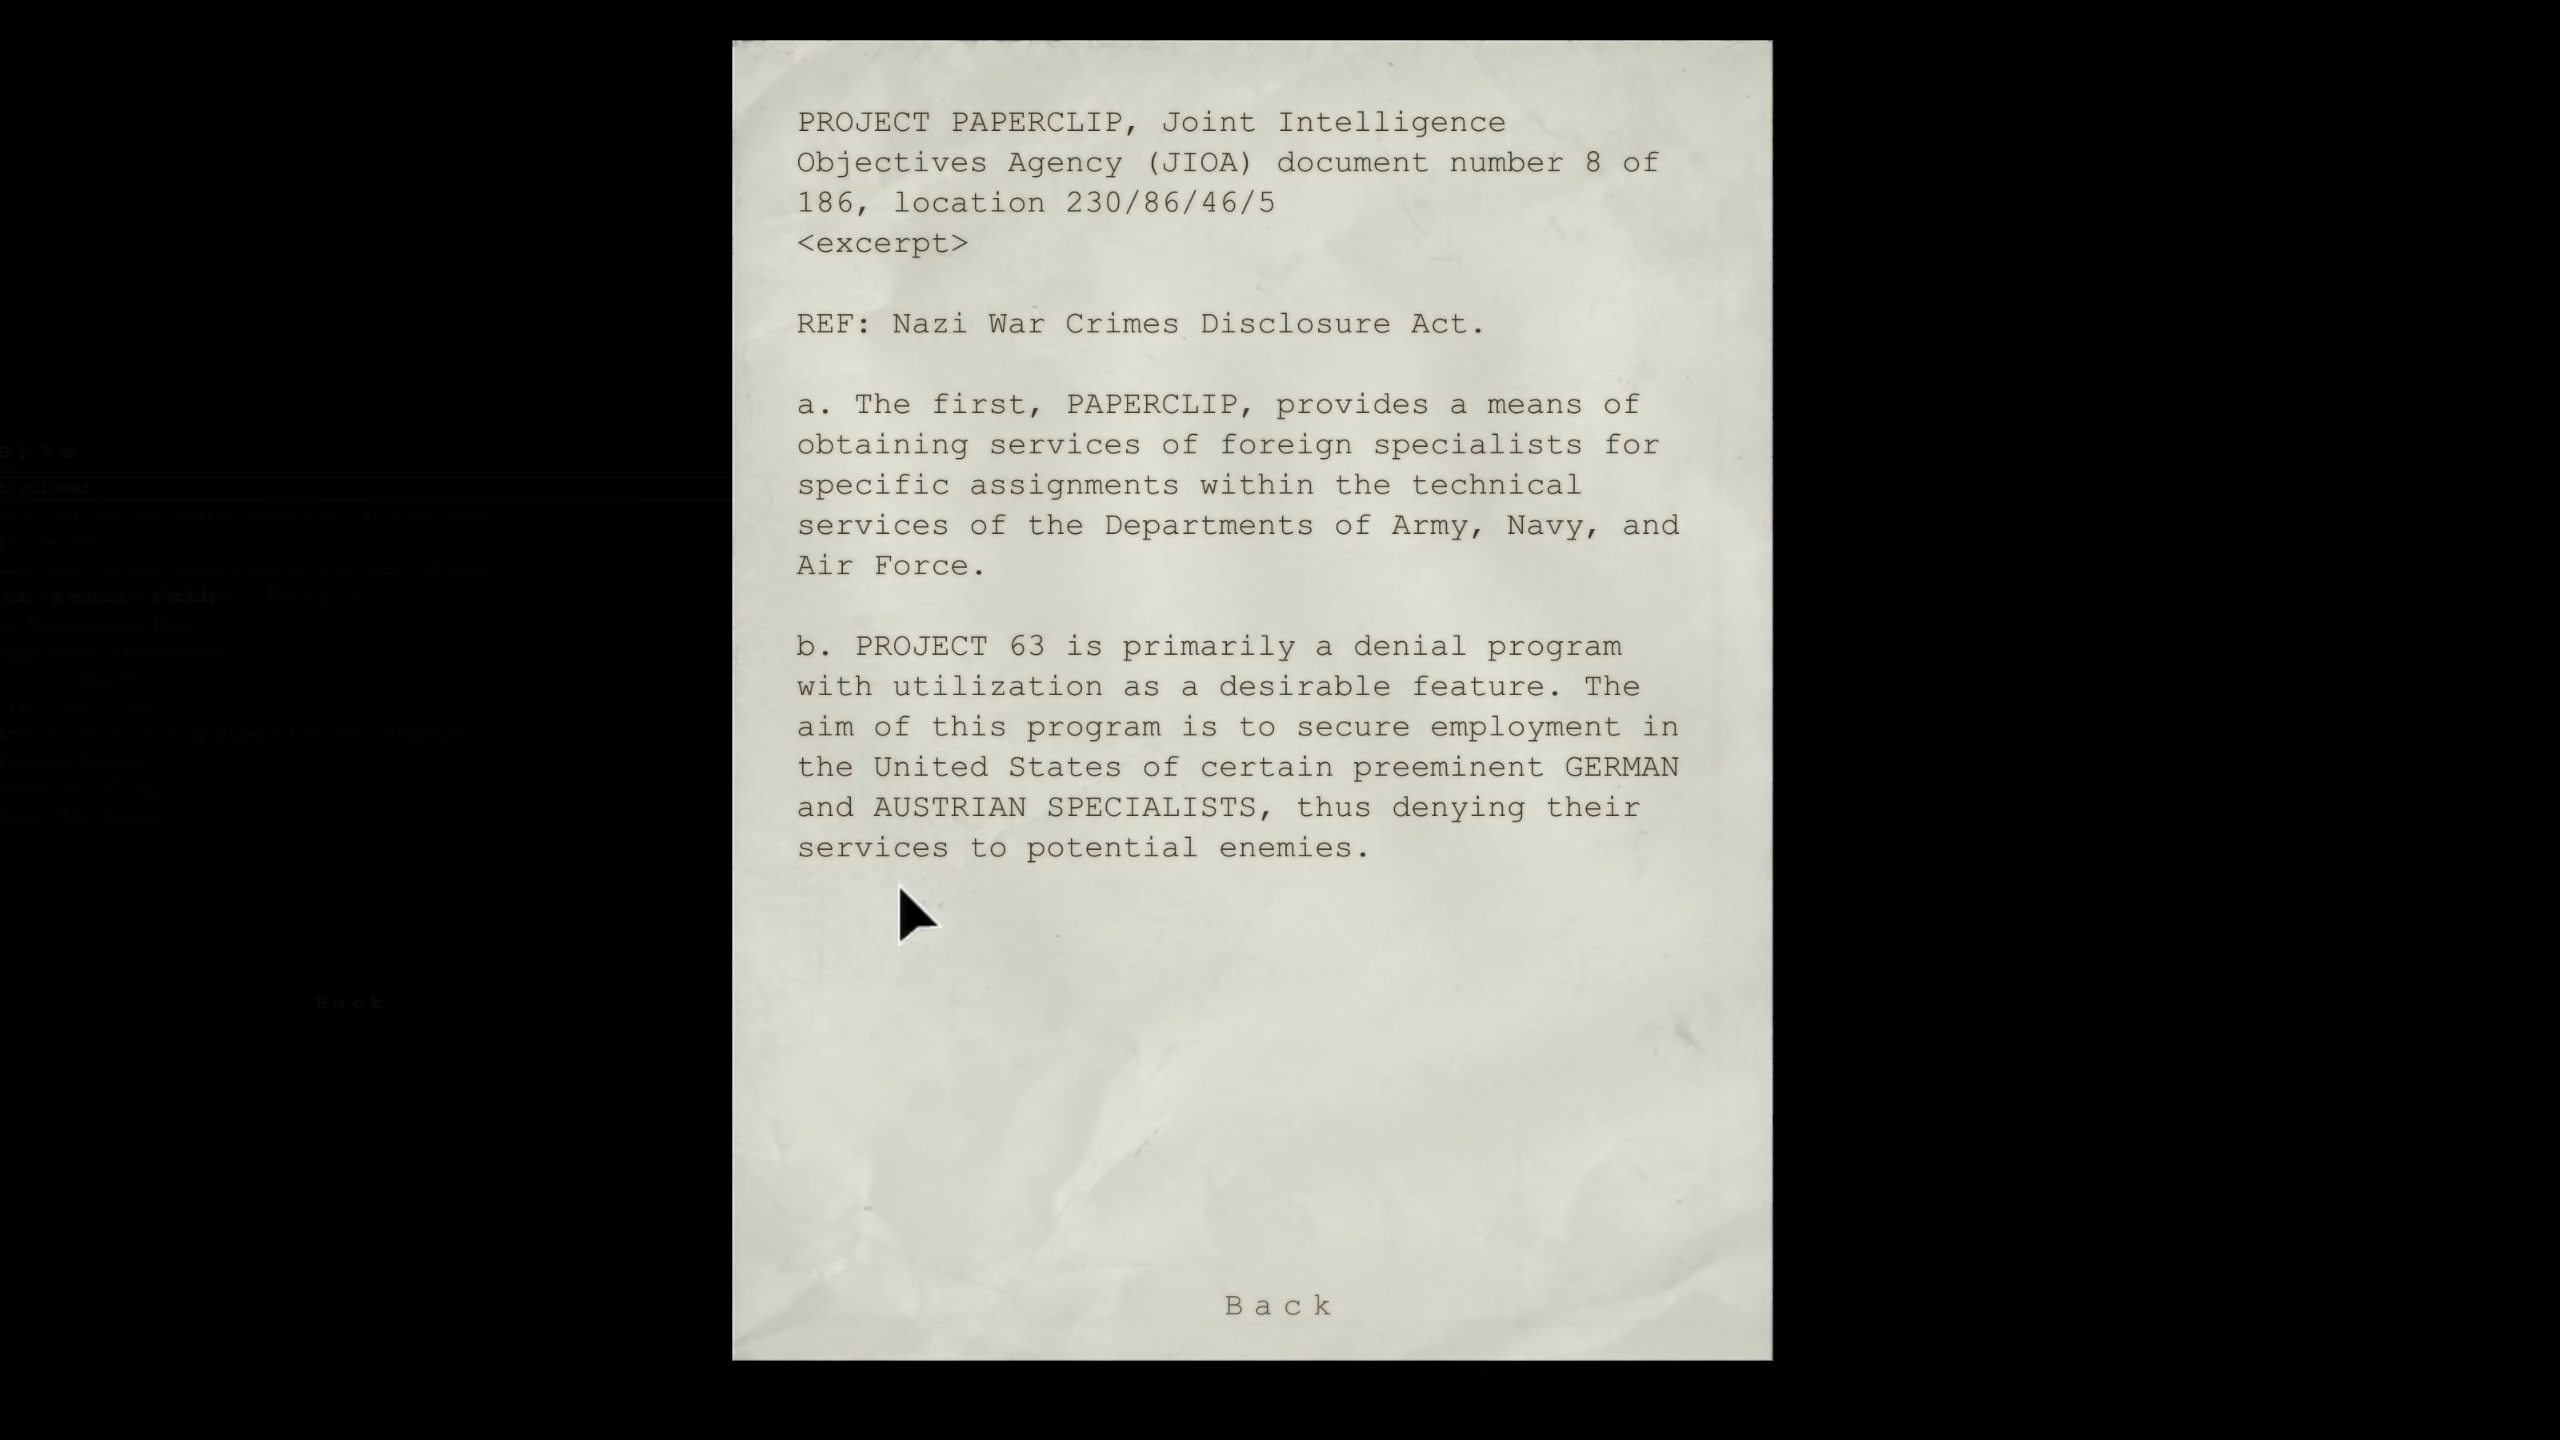 PROJECT PAPERCLIP, Joint Intelligence
Objectives Agency (JIOA) document number 8 of
186, location 230/86/46/5
<excerpt>
REF: Nazi War Crimes Disclosure Act.
a. The first, PAPERCLIP, provides a means of
obtaining services of foreign specialists for
specific assignments within the technical
services of the Departments of Army, Navy, and
Air Force.
b. PROJECT 63 is primarily a denial program
with utilization as a desirable feature. The
aim of this program is to secure employment in
the United States of certain preeminent GERMAN
and AUSTRIAN SPECIALISTS, thus denying their
services to potential enemies.
Back
Back